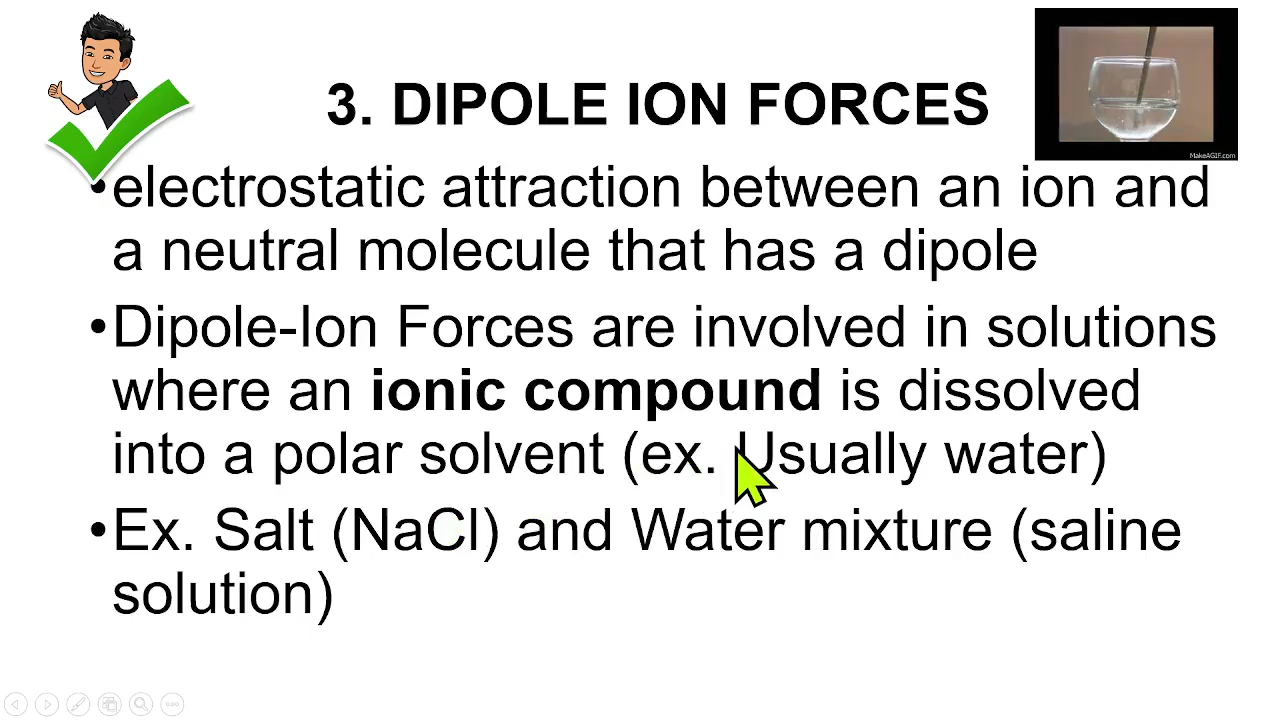 3. DIPOLE ION FORCES
MakeAGIF.com
•electrostatic attraction between an ion and
a neutral molecule that has a dipole
•Dipole-Ion Forces are involved in solutions
where an ionic compound is dissolved
into a polar solvent (ex. Usually water)
•Ex. Salt (NaCl) and Water mixture (saline
solution)